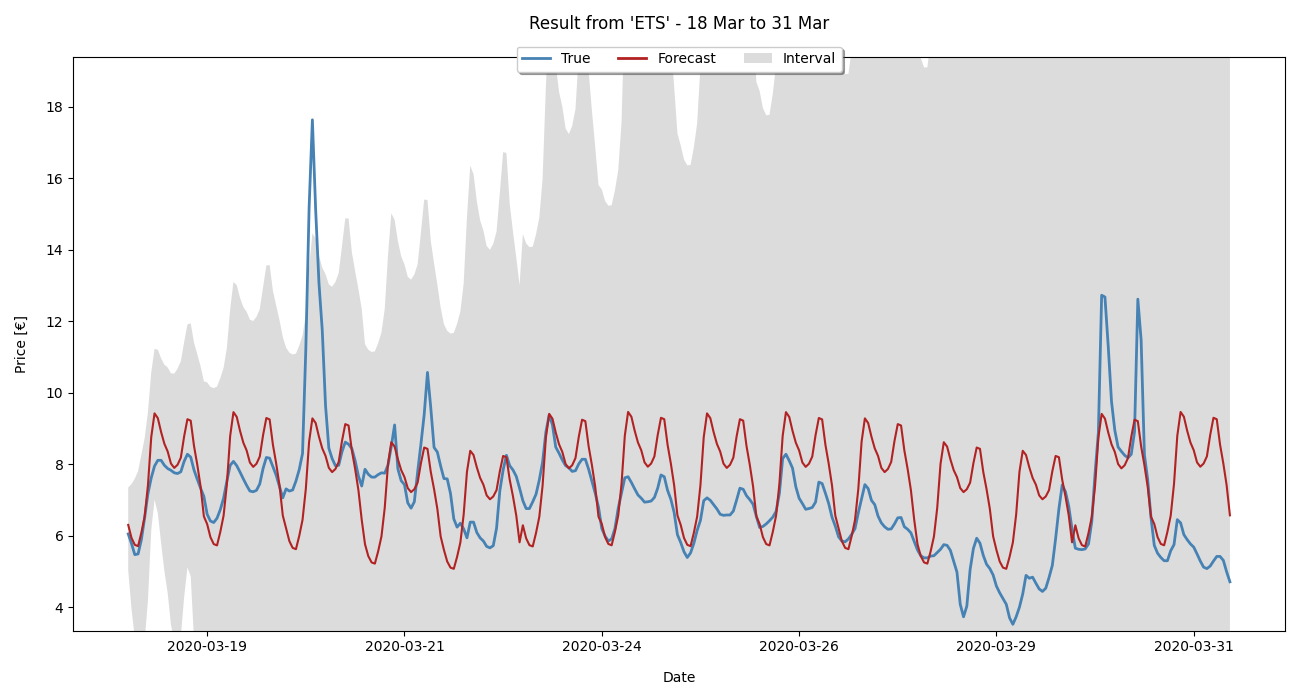 Result from 'ETS' - 18 Mar to 31 Mar
True Forecast Interval
Price [€]
18
16
14
12
10
8
6
4
2020-03-19 2020-03-21 2020-03-24 2020-03-26 2020-03-29 2020-03-31
Date